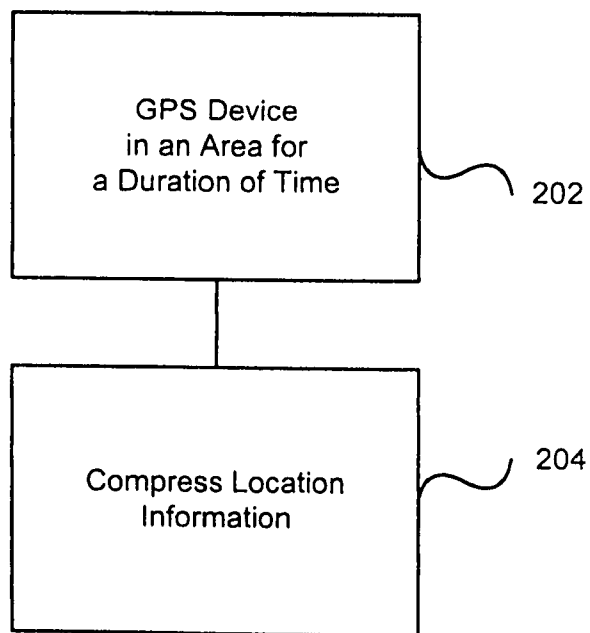 GPS Device
in an Area for
a Duration of Time
202
Compress Location
Information
204